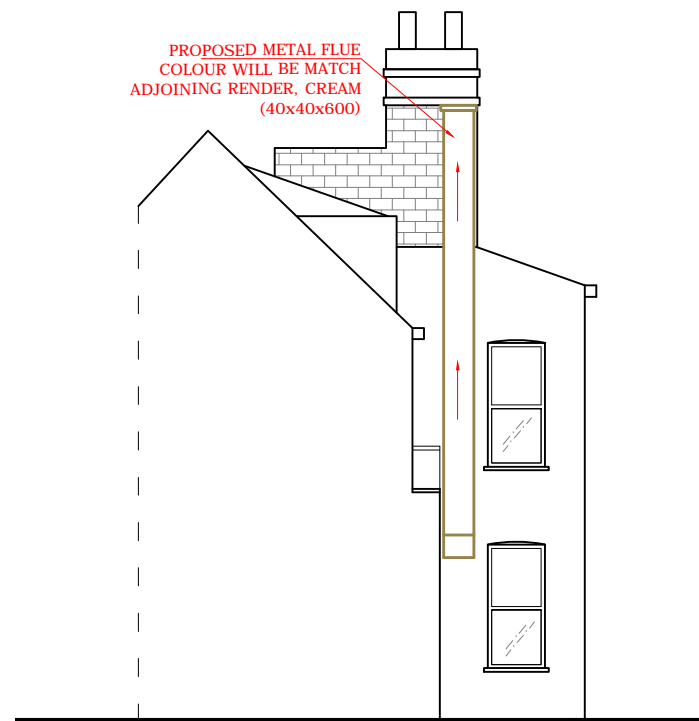 PROPOSED METAL FLUE
COLOUR WILL BE MATCH
ADJOINING RENDER, CREAM
(40x40x600)